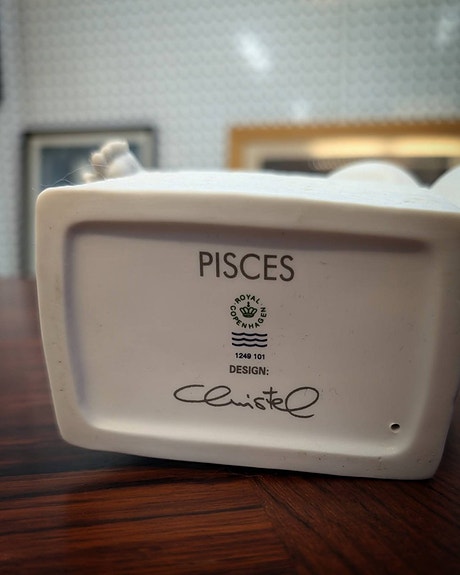 PISCES
ROYAL
COPENHAGEN
1249 101
DESIGN:
Christel